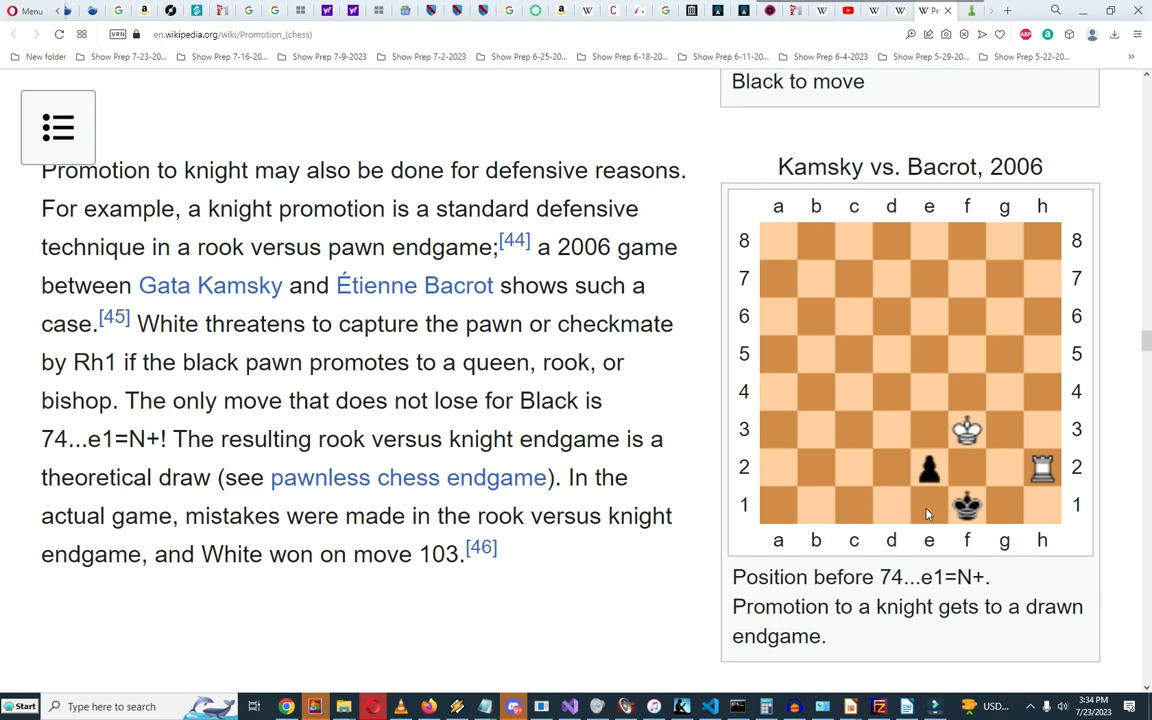 Menu
Pr
VPN
en.wikipedia.org/wiki/Promotion_(chess)
New folder
Show Prep 7-23-20...
Show Prep 7-16-20...
Show Prep 7-9-2023
Show Prep 7-2-2023
Show Prep 6-25-20...
Show Prep 6-18-20...
Show Prep 6-11-20...
Show Prep 6-4-2023
Show Prep 5-29-20...
Show Prep 5-22-20...
Promotion to knight may also be done for defensive reasons.
For example, a knight promotion is a standard defensive
technique in a rook versus pawn endgame;[44] a 2006 game
between Gata Kamsky and Étienne Bacrot shows such a
case.[45] White threatens to capture the pawn or checkmate
by Rh1 if the black pawn promotes to a queen, rook, or
bishop. The only move that does not lose for Black is
74...e1=N+! The resulting rook versus knight endgame is a
theoretical draw (see pawnless chess endgame). In the
actual game, mistakes were made in the rook versus knight
endgame, and White won on move 103.[46]
Black to move
Kamsky vs. Bacrot, 2006
a b c d e f g h
8 8
7 7
6 6
5 5
4 4
3 3
2 2
1 1
a b c d e f g h
Position before 74...e1=N+.
Promotion to a knight gets to a drawn
endgame.
Start
Type here to search
USD...
3:34 PM
7/23/2023